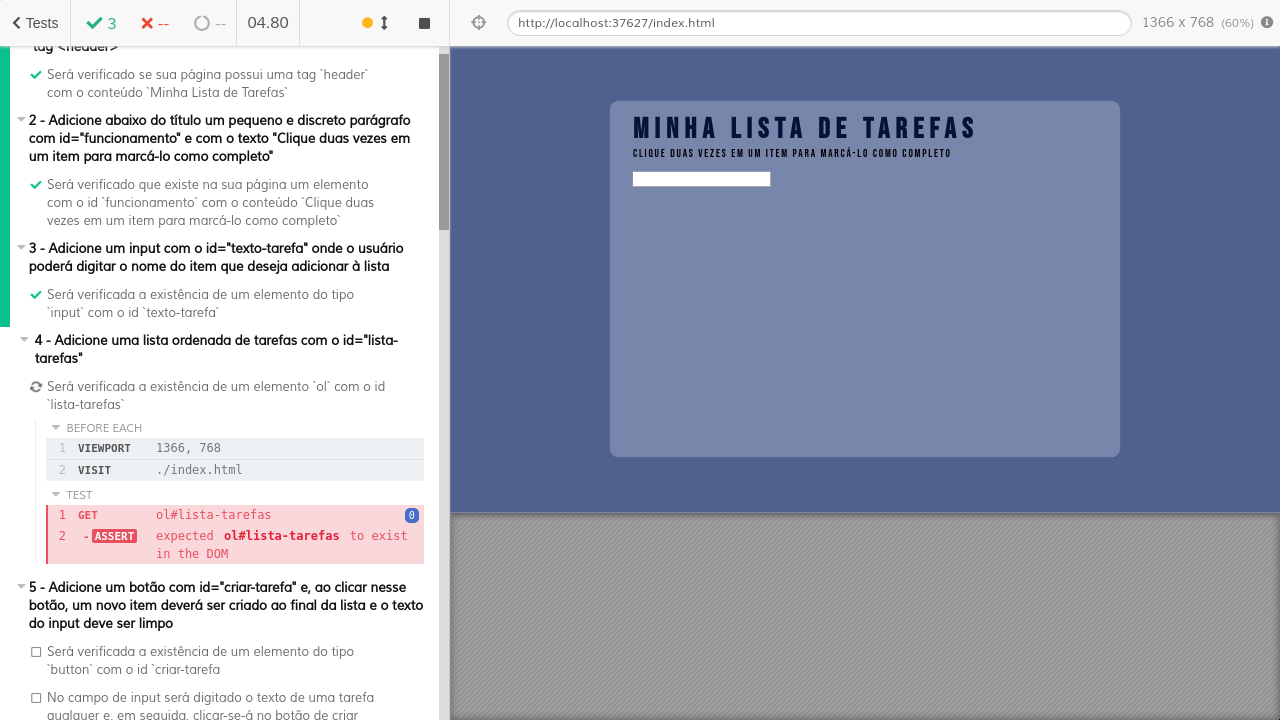 Tests 3 -- -- 04.80 http://localhost:37627/index.html 1366 x 768 (60%)
tag <header>
Será verificado se sua página possui uma tag `header`
com o conteúdo `Minha Lista de Tarefas`
2 - Adicione abaixo do título um pequeno e discreto parágrafo
com id="funcionamento" e com o texto "Clique duas vezes em
um item para marcá-lo como completo"
Será verificado que existe na sua página um elemento
com o id `funcionamento` com o conteúdo `Clique duas
vezes em um item para marcá-lo como completo`
3 - Adicione um input com o id="texto-tarefa" onde o usuário
poderá digitar o nome do item que deseja adicionar à lista
Será verificada a existência de um elemento do tipo
`input` com o id `texto-tarefa`
4 - Adicione uma lista ordenada de tarefas com o id="lista-
tarefas"
Será verificada a existência de um elemento `ol` com o id
`lista-tarefas`
BEFORE EACH
1 VIEWPORT 1366, 768
2 VISIT ./index.html
TEST
1 GET ol#lista-tarefas 0
2 -ASSERT expected ol#lista-tarefas to exist
in the DOM
5 - Adicione um botão com id="criar-tarefa" e, ao clicar nesse
botão, um novo item deverá ser criado ao final da lista e o texto
do input deve ser limpo
Será verificada a existência de um elemento do tipo
`button` com o id `criar-tarefa
No campo de input será digitado o texto de uma tarefa
qualquer e, em seguida, clicar-se-á no botão de criar
MINHA LISTA DE TAREFAS
CLIQUE DUAS VEZES EM UM ITEM PARA MARCÁ-LO COMO COMPLETO